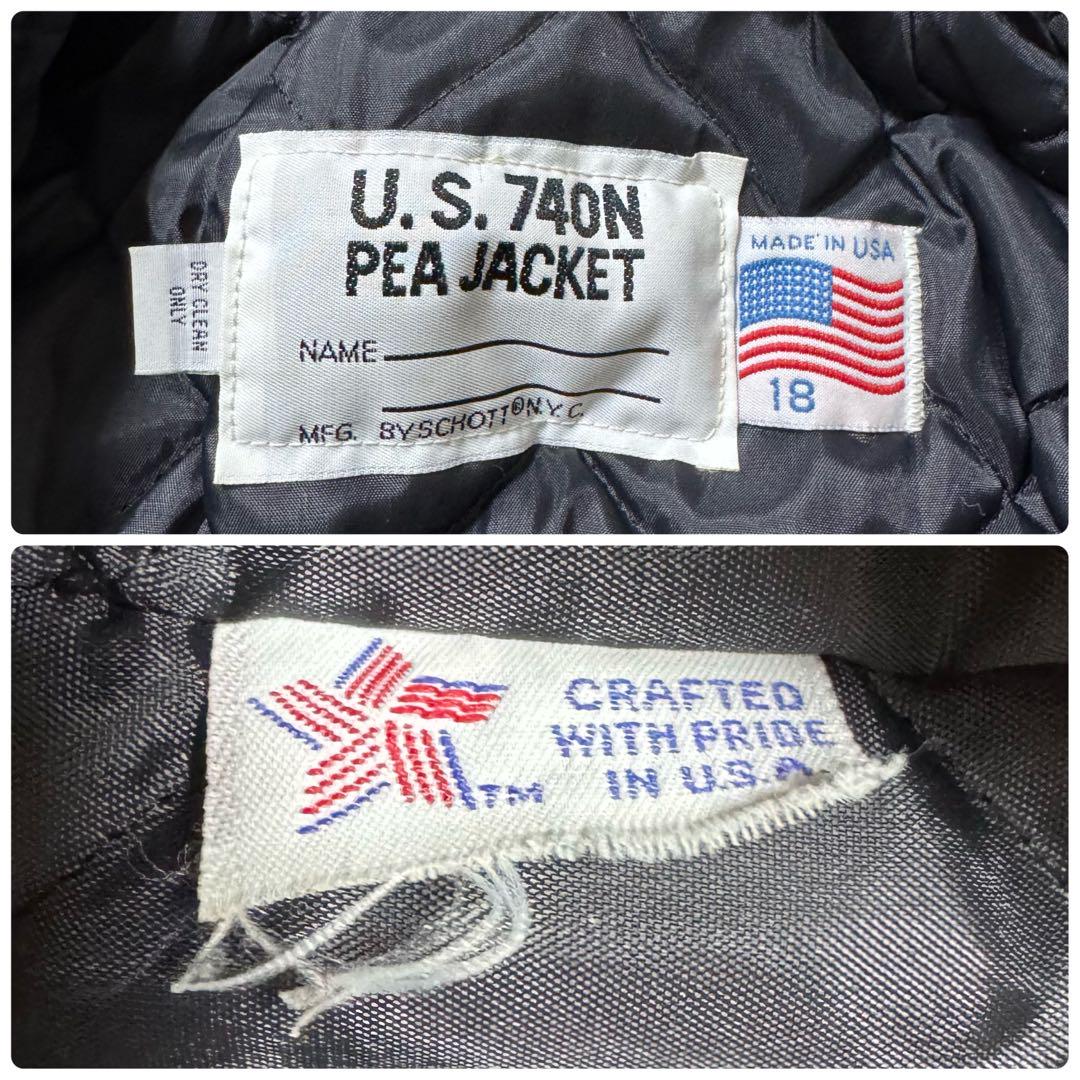 U.S. 740N
PEA JACKET
NAME
MFG. BY SCHOTT® N.Y.C.
DRY CLEAN
ONLY
MADE IN USA
18
CRAFTED
WITH PRIDE
IN U.S.A
TM